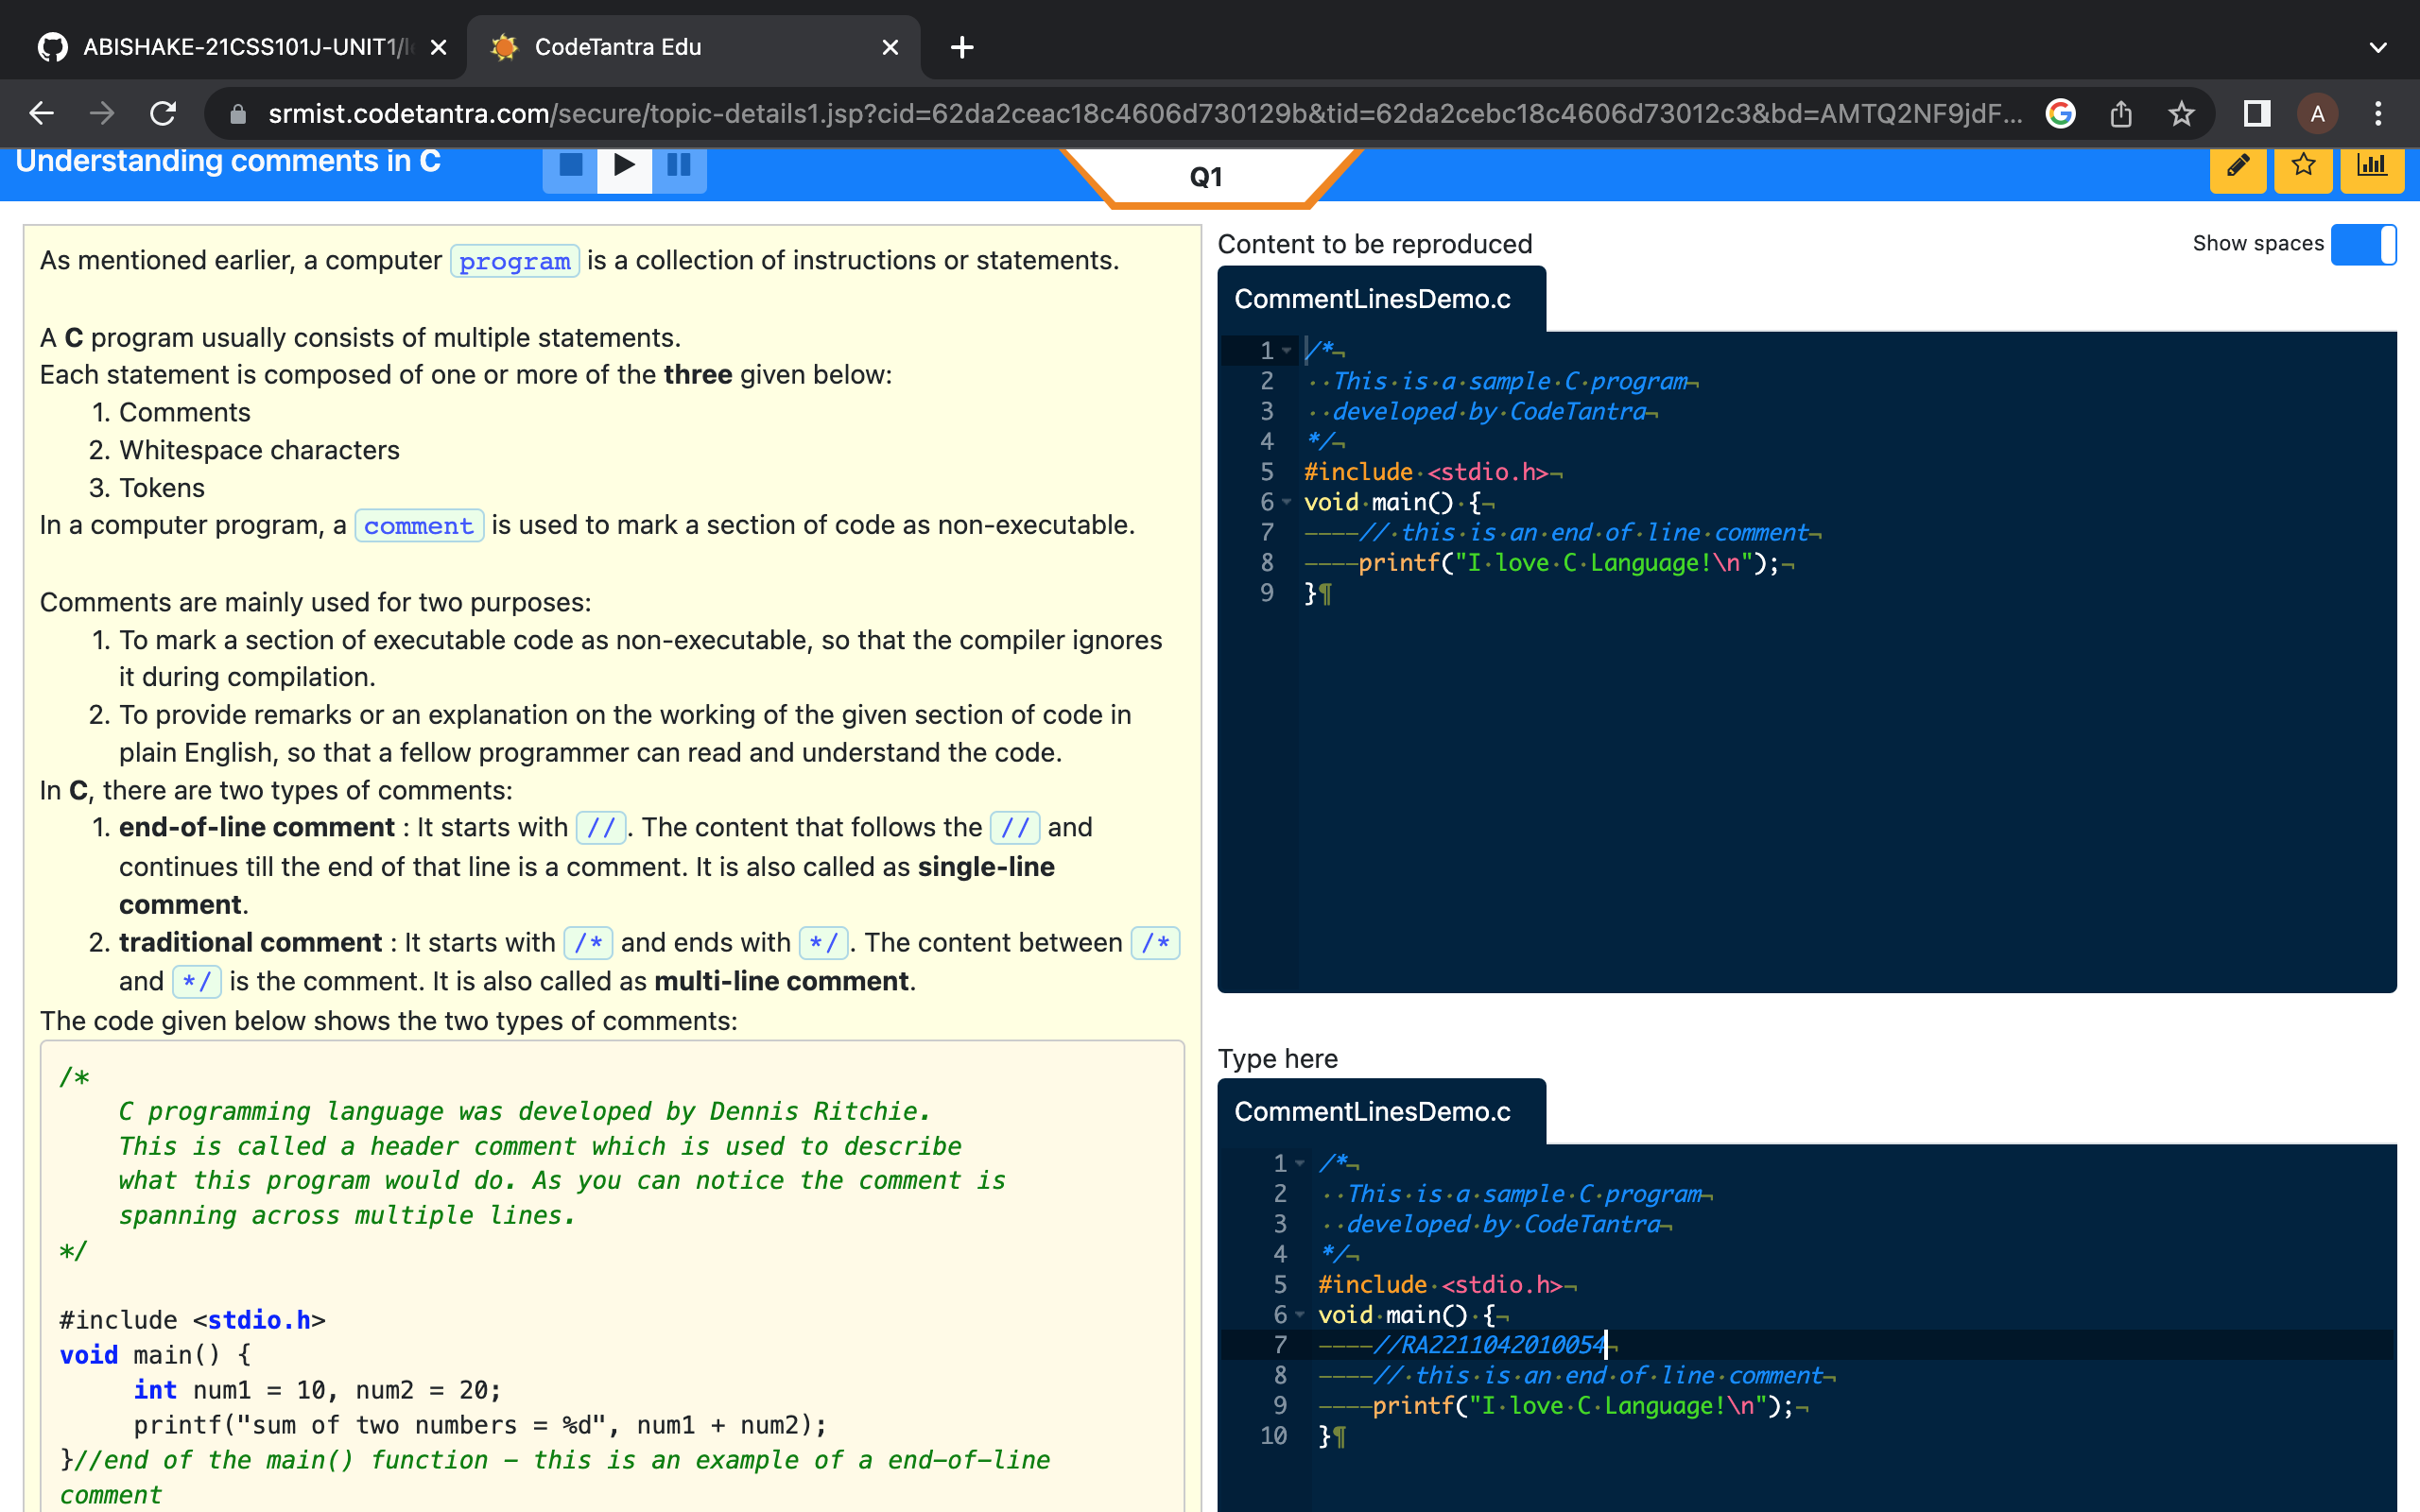 ABISHAKE-21CSS101J-UNIT1/
CodeTantra Edu
srmist.codetantra.com/secure/topic-details1.jsp?cid=62da2ceac18c4606d730129b&tid=62da2cebc18c4606d73012c3&bd=AMTQ2NF9jdF...
A
Understanding comments in C
Q1
As mentioned earlier, a computer program is a collection of instructions or statements.
A C program usually consists of multiple statements.
Each statement is composed of one or more of the three given below:
1. Comments
2. Whitespace characters
3. Tokens
In a computer program, a comment is used to mark a section of code as non-executable.
Comments are mainly used for two purposes:
1. To mark a section of executable code as non-executable, so that the compiler ignores
it during compilation.
2. To provide remarks or an explanation on the working of the given section of code in
plain English, so that a fellow programmer can read and understand the code.
In C, there are two types of comments:
1. end-of-line comment : It starts with //. The content that follows the // and
continues till the end of that line is a comment. It is also called as single-line
comment.
2. traditional comment : It starts with /* and ends with */. The content between /*
and */ is the comment. It is also called as multi-line comment.
The code given below shows the two types of comments:
/*
C programming language was developed by Dennis Ritchie.
This is called a header comment which is used to describe
what this program would do. As you can notice the comment is
spanning across multiple lines.
*/
#include <stdio.h>
void main() {
int num1 = 10, num2 = 20;
printf("sum of two numbers = %d", num1 + num2);
}//end of the main() function - this is an example of a end-of-line
comment
Content to be reproduced
Show spaces
CommentLinesDemo.c
1 /*¬
2 ··This·is·a·sample·C·program¬
3 ··developed·by·CodeTantra¬
4 */¬
5 #include·<stdio.h>¬
6 void·main()·{¬
7 ————//·this·is·an·end·of·line·comment¬
8 ————printf("I·love·C·Language!\n");¬
9 }¶
Type here
CommentLinesDemo.c
1 /*¬
2 ··This·is·a·sample·C·program¬
3 ··developed·by·CodeTantra¬
4 */¬
5 #include·<stdio.h>¬
6 void·main()·{¬
7 ————//RA2211042010054¬
8 ————//·this·is·an·end·of·line·comment¬
9 ————printf("I·love·C·Language!\n");¬
10 }¶